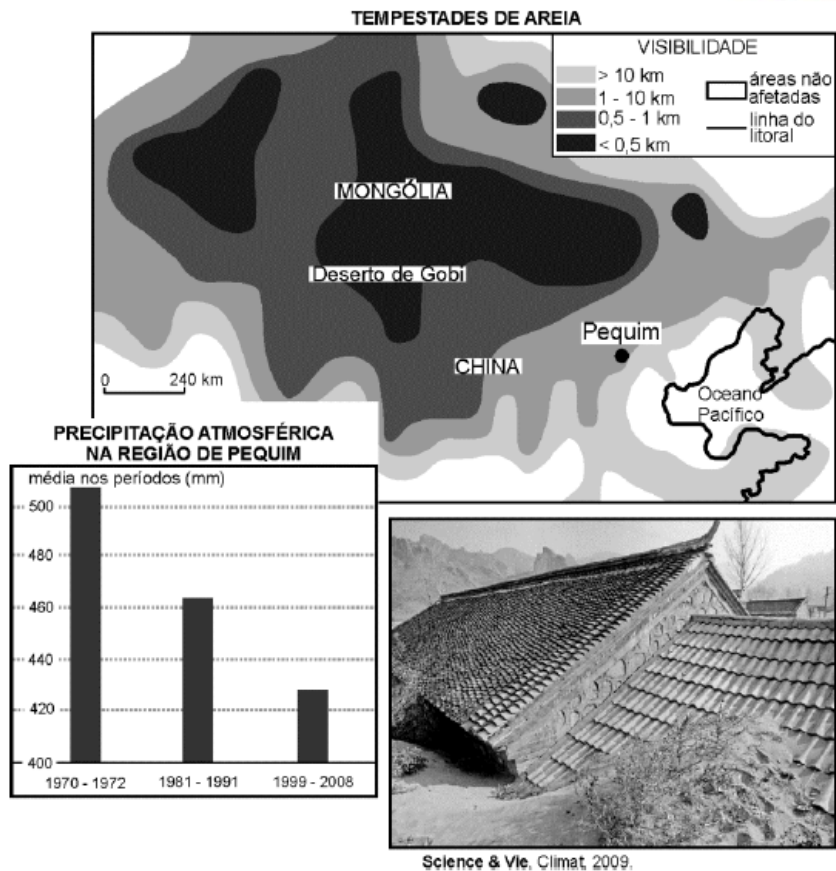 TEMPESTADES DE AREIA
VISIBILIDADE
> 10 km
1 - 10 km
0,5 - 1 km
< 0,5 km
áreas não
afetadas
linha do
litoral
MONGÓLIA
Deserto de Gobi
Pequim
CHINA
0 240 km
Oceano
Pacífico
PRECIPITAÇÃO ATMOSFÉRICA
NA REGIÃO DE PEQUIM
média nos períodos (mm)
500
480
460
440
420
400
1970 - 1972
1981 - 1991
1999 - 2008
Science & Vie, Climat, 2009.